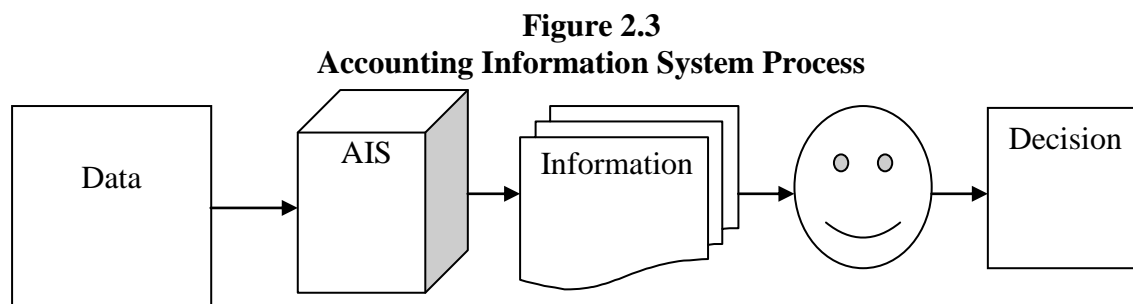 Figure 2.3
Accounting Information System Process
Data
AIS
Information
Decision